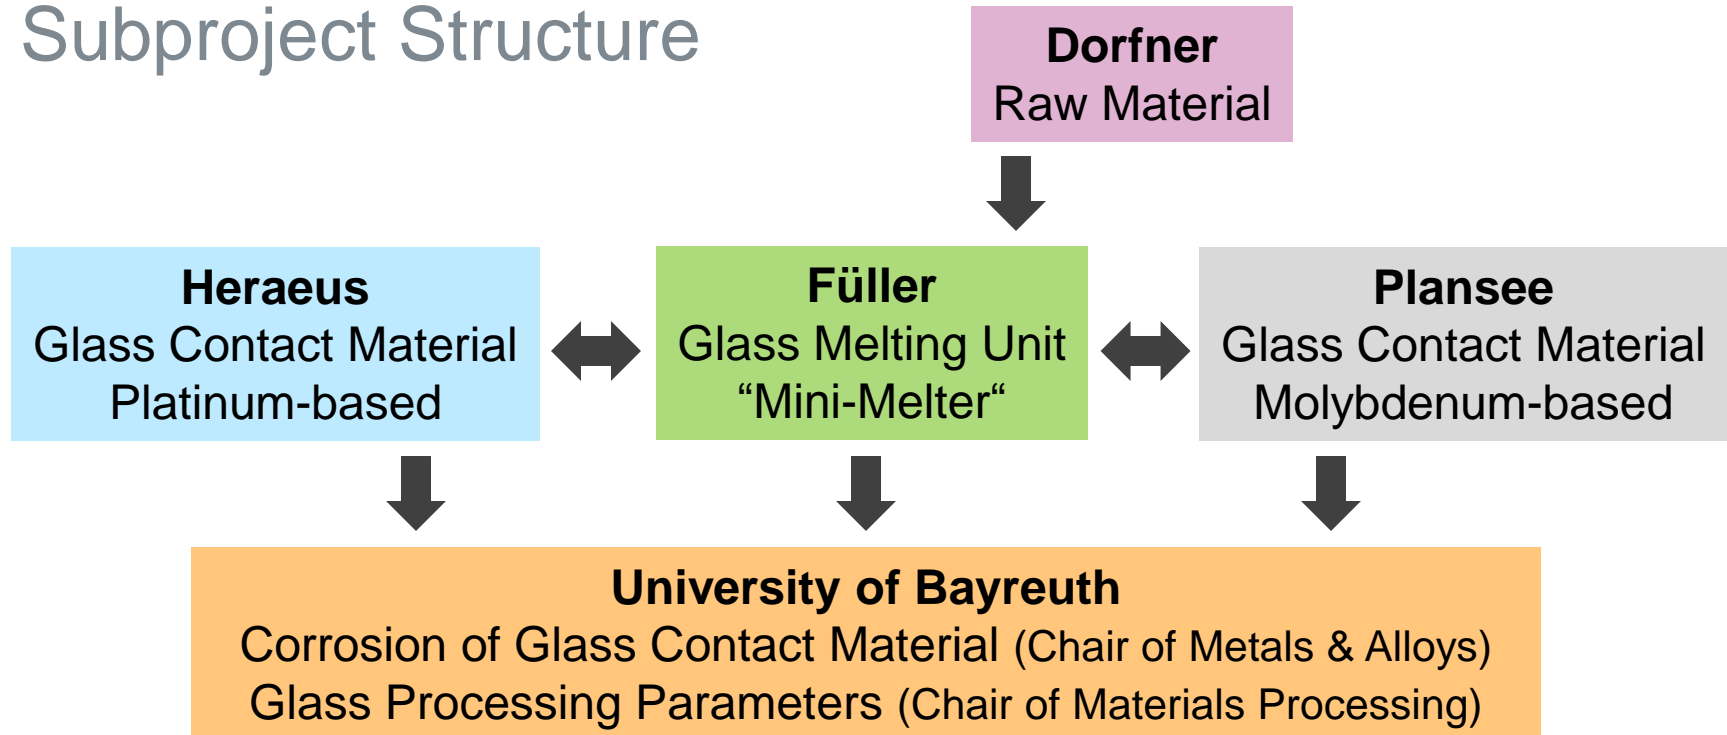 Subproject Structure
Dorfner
Raw Material
Heraeus
Glass Contact Material
Platinum-based
Füller
Glass Melting Unit
“Mini-Melter“
Plansee
Glass Contact Material
Molybdenum-based
University of Bayreuth
Corrosion of Glass Contact Material (Chair of Metals & Alloys)
Glass Processing Parameters (Chair of Materials Processing)